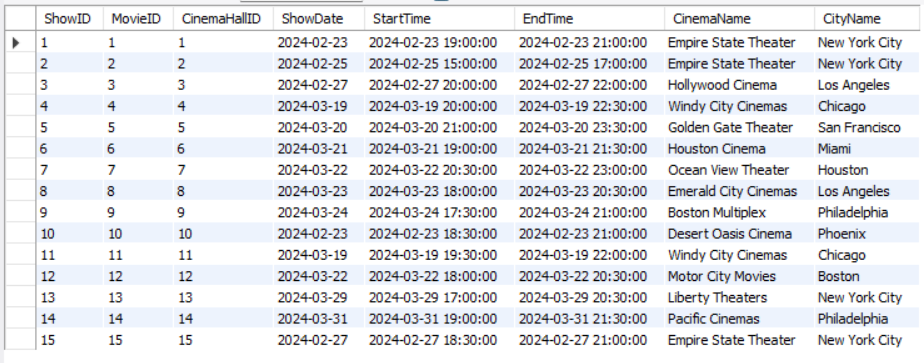 ShowID MovieID CinemaHallID ShowDate StartTime EndTime CinemaName CityName
1 1 1 2024-02-23 2024-02-23 19:00:00 2024-02-23 21:00:00 Empire State Theater New York City
2 2 2 2024-02-25 2024-02-25 15:00:00 2024-02-25 17:00:00 Empire State Theater New York City
3 3 3 2024-02-27 2024-02-27 20:00:00 2024-02-27 22:00:00 Hollywood Cinema Los Angeles
4 4 4 2024-03-19 2024-03-19 20:00:00 2024-03-19 22:30:00 Windy City Cinemas Chicago
5 5 5 2024-03-20 2024-03-20 21:00:00 2024-03-20 23:30:00 Golden Gate Theater San Francisco
6 6 6 2024-03-21 2024-03-21 19:00:00 2024-03-21 21:30:00 Houston Cinema Miami
7 7 7 2024-03-22 2024-03-22 20:30:00 2024-03-22 23:00:00 Ocean View Theater Houston
8 8 8 2024-03-23 2024-03-23 18:00:00 2024-03-23 20:30:00 Emerald City Cinemas Los Angeles
9 9 9 2024-03-24 2024-03-24 17:30:00 2024-03-24 21:00:00 Boston Multiplex Philadelphia
10 10 10 2024-02-23 2024-02-23 18:30:00 2024-02-23 21:00:00 Desert Oasis Cinema Phoenix
11 11 11 2024-03-19 2024-03-19 19:30:00 2024-03-19 22:00:00 Windy City Cinemas Chicago
12 12 12 2024-03-22 2024-03-22 18:00:00 2024-03-22 20:30:00 Motor City Movies Boston
13 13 13 2024-03-29 2024-03-29 17:00:00 2024-03-29 20:30:00 Liberty Theaters New York City
14 14 14 2024-03-31 2024-03-31 19:00:00 2024-03-31 21:30:00 Pacific Cinemas Philadelphia
15 15 15 2024-02-27 2024-02-27 18:30:00 2024-02-27 21:00:00 Empire State Theater New York City